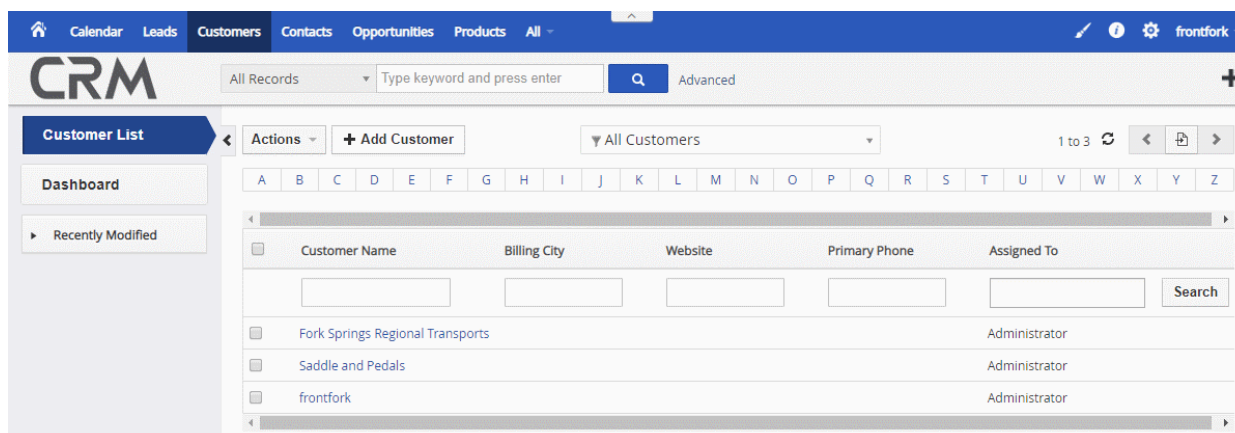 Calendar Leads Customers Contacts Opportunities Products All frontfork
CRM All Records Type keyword and press enter Advanced
Customer List Actions + Add Customer All Customers 1 to 3
Dashboard A B C D E F G H I J K L M N O P Q R S T U V W X Y Z
Recently Modified
Customer Name Billing City Website Primary Phone Assigned To
Search
Fork Springs Regional Transports Administrator
Saddle and Pedals Administrator
frontfork Administrator